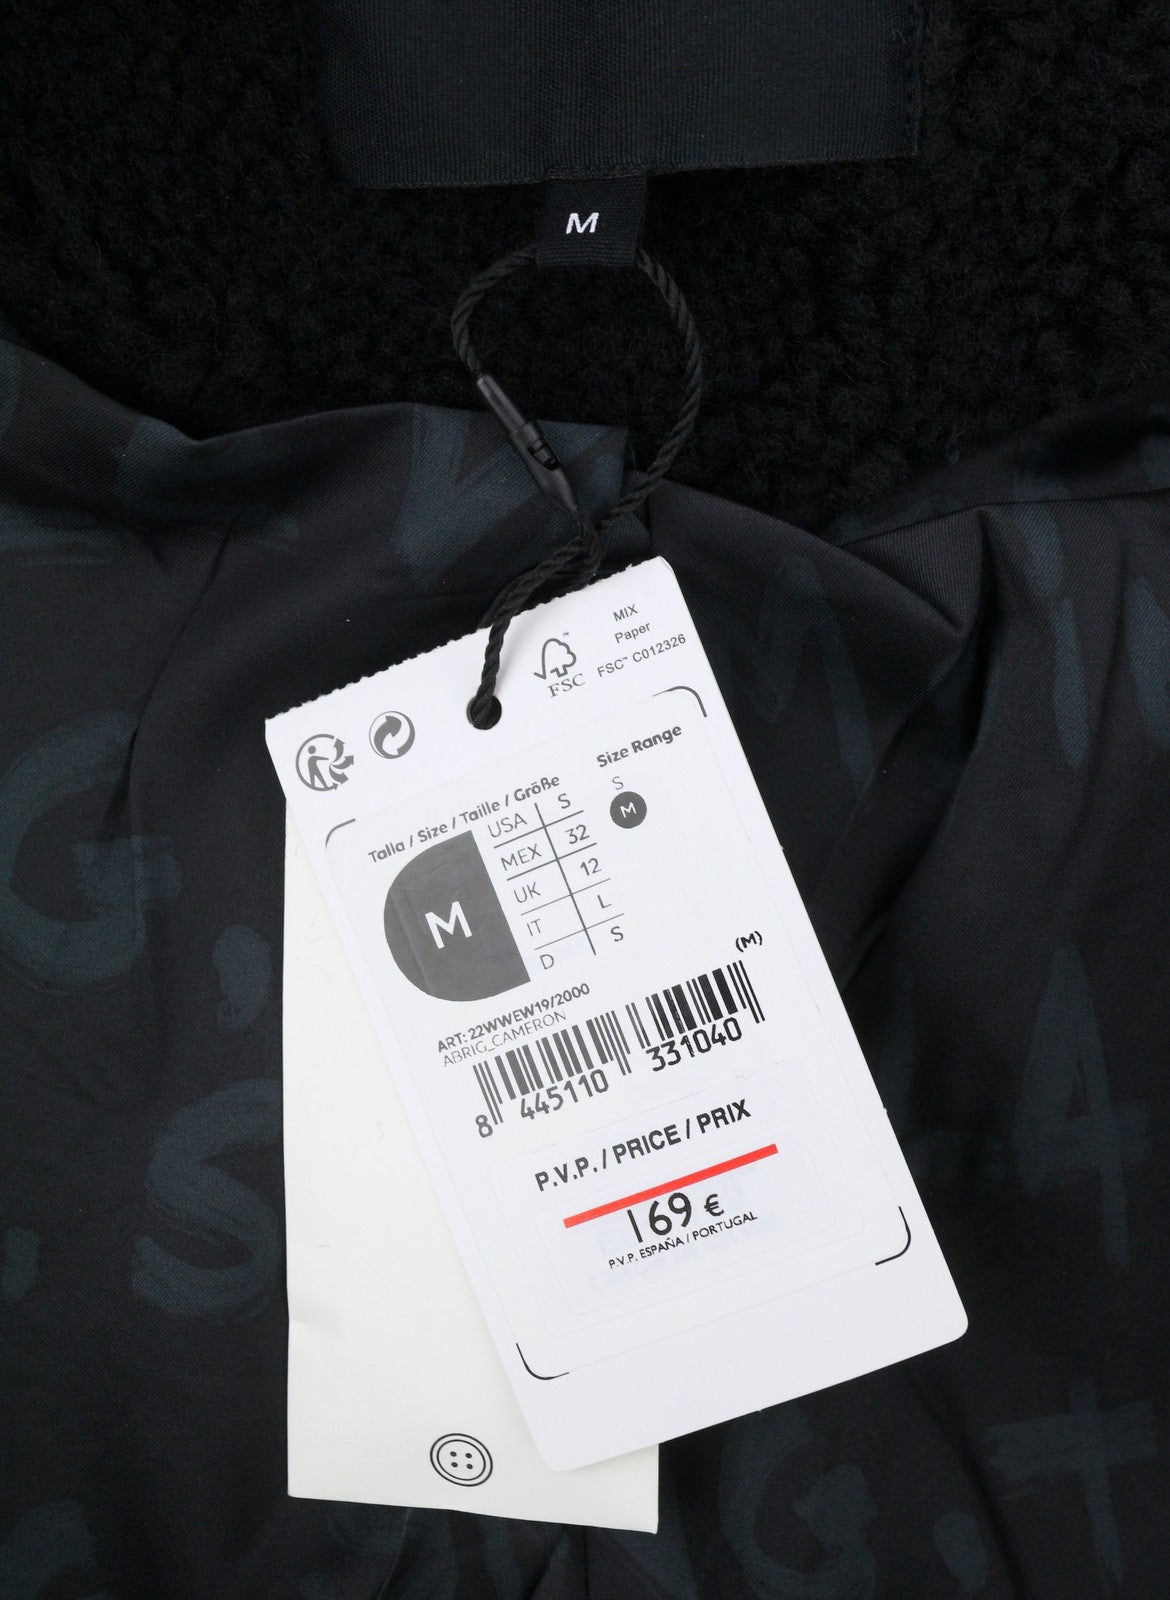 M
MIX
Paper
FSC™ C012326
FSC
Talla / Size / Taille / Größe
Size Range
M
USA S
MEX 32
UK 12
IT L
D S
S
M
(M)
ART: 22WWEW19/2000
ABRIG_CAMERON
8 445110 331040
P.V.P. / PRICE / PRIX
169 €
P.V.P. ESPAÑA / PORTUGAL
G
S
4
G